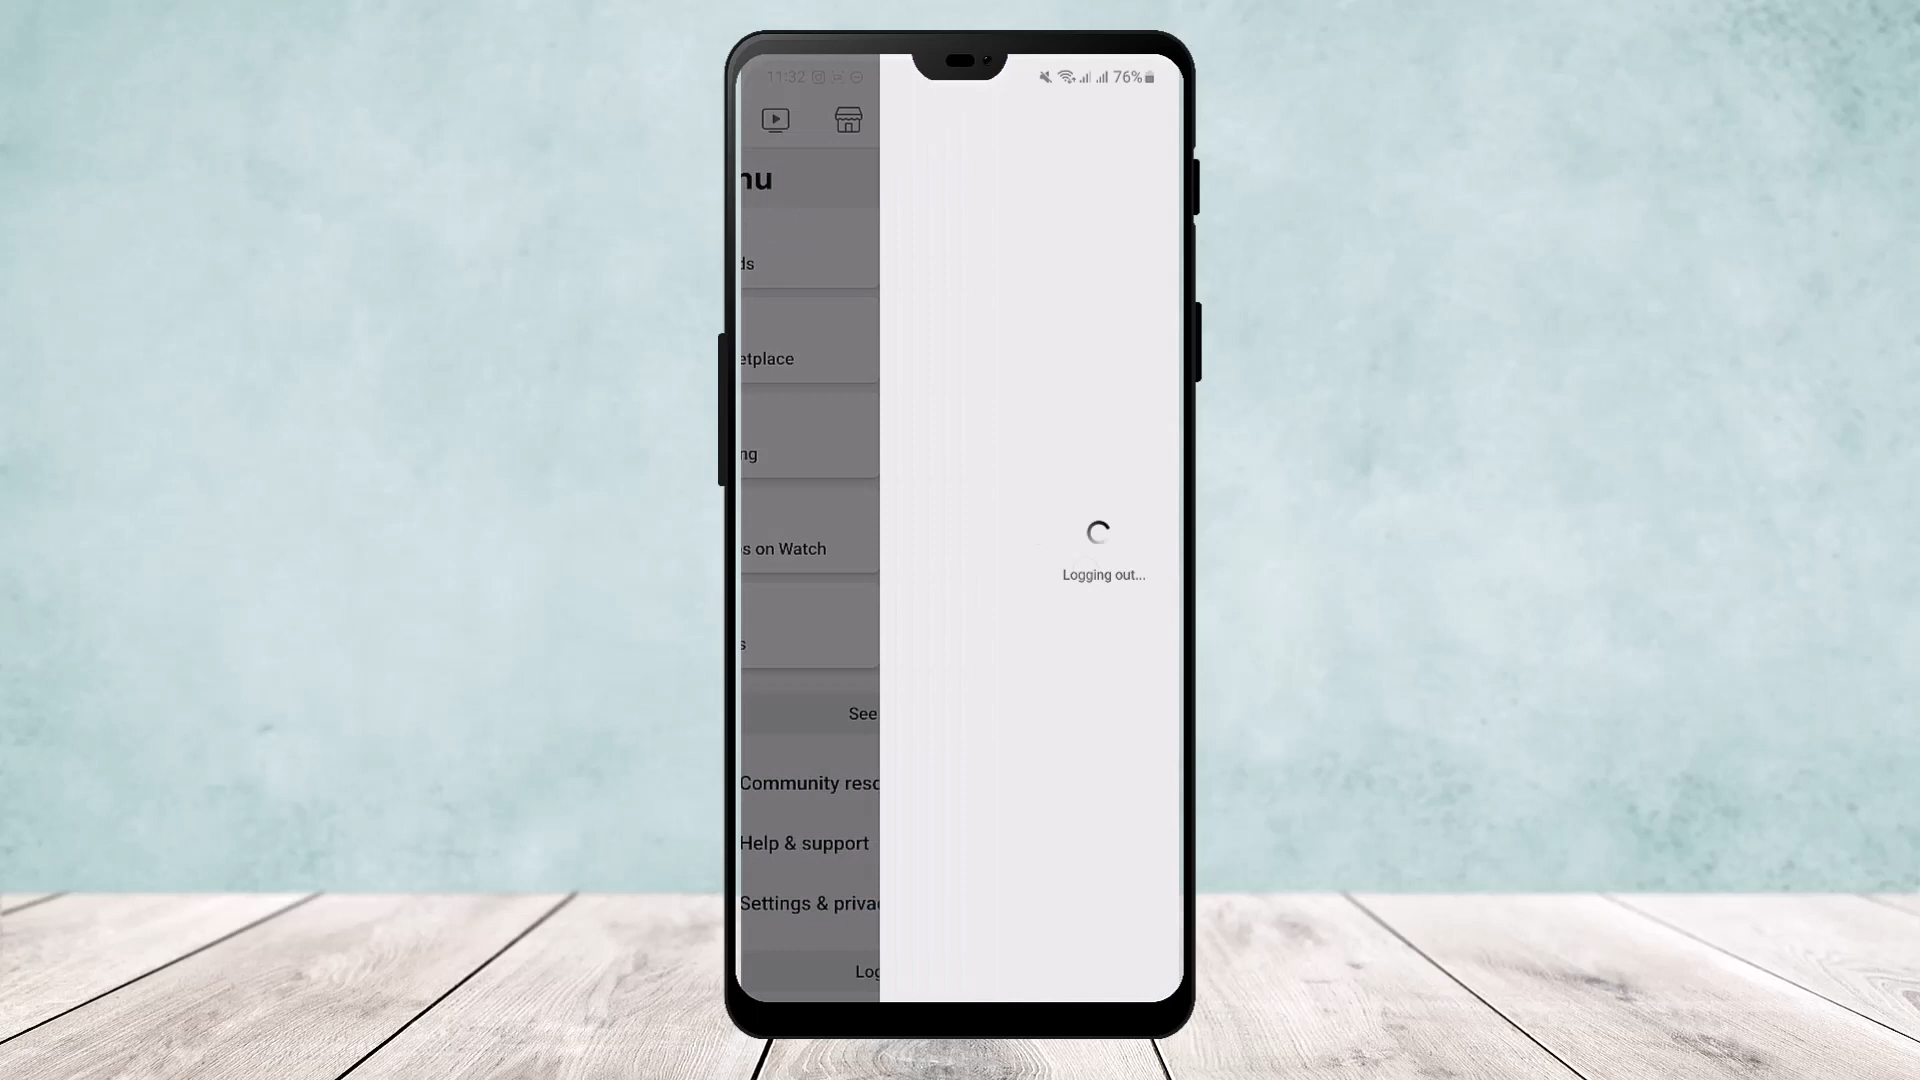 11:32 76%
nu
ds
etplace
ng
s on Watch
s
See
Community reso
Help & support
Settings & privac
Log
Logging out...